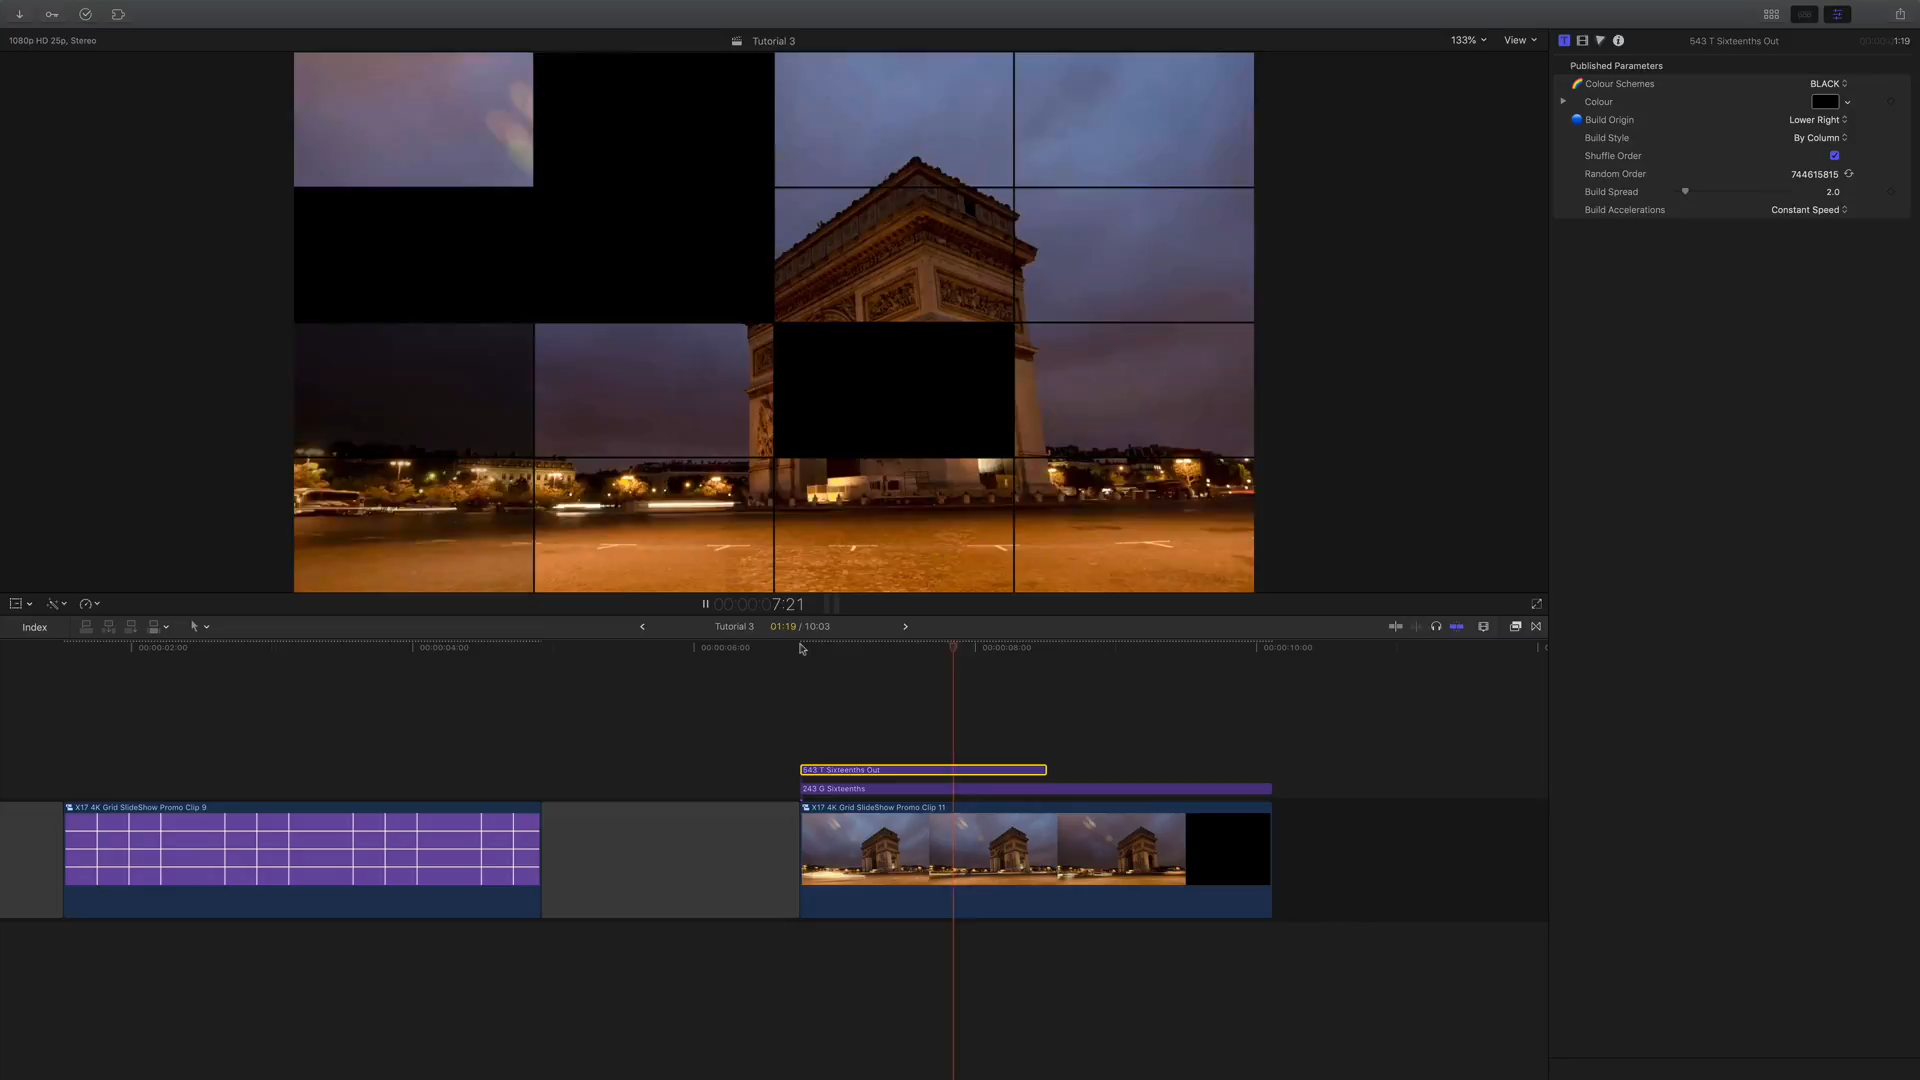 1080p HD 25p, Stereo
Tutorial 3
133%
View
543 T Sixteenths Out
1:19
Published Parameters
Colour Schemes
BLACK
Colour
Build Origin
Lower Right
Build Style
By Column
Shuffle Order
Random Order
744615815
Build Spread
2.0
Build Accelerations
Constant Speed
00:00:07:21
Index
Tutorial 3
01:19 / 10:03
00:00:02:00
00:00:04:00
00:00:06:00
00:00:08:00
00:00:10:00
543 T Sixteenths Out
243 G Sixteenths
X17 4K Grid SlideShow Promo Clip 9
X17 4K Grid SlideShow Promo Clip 11